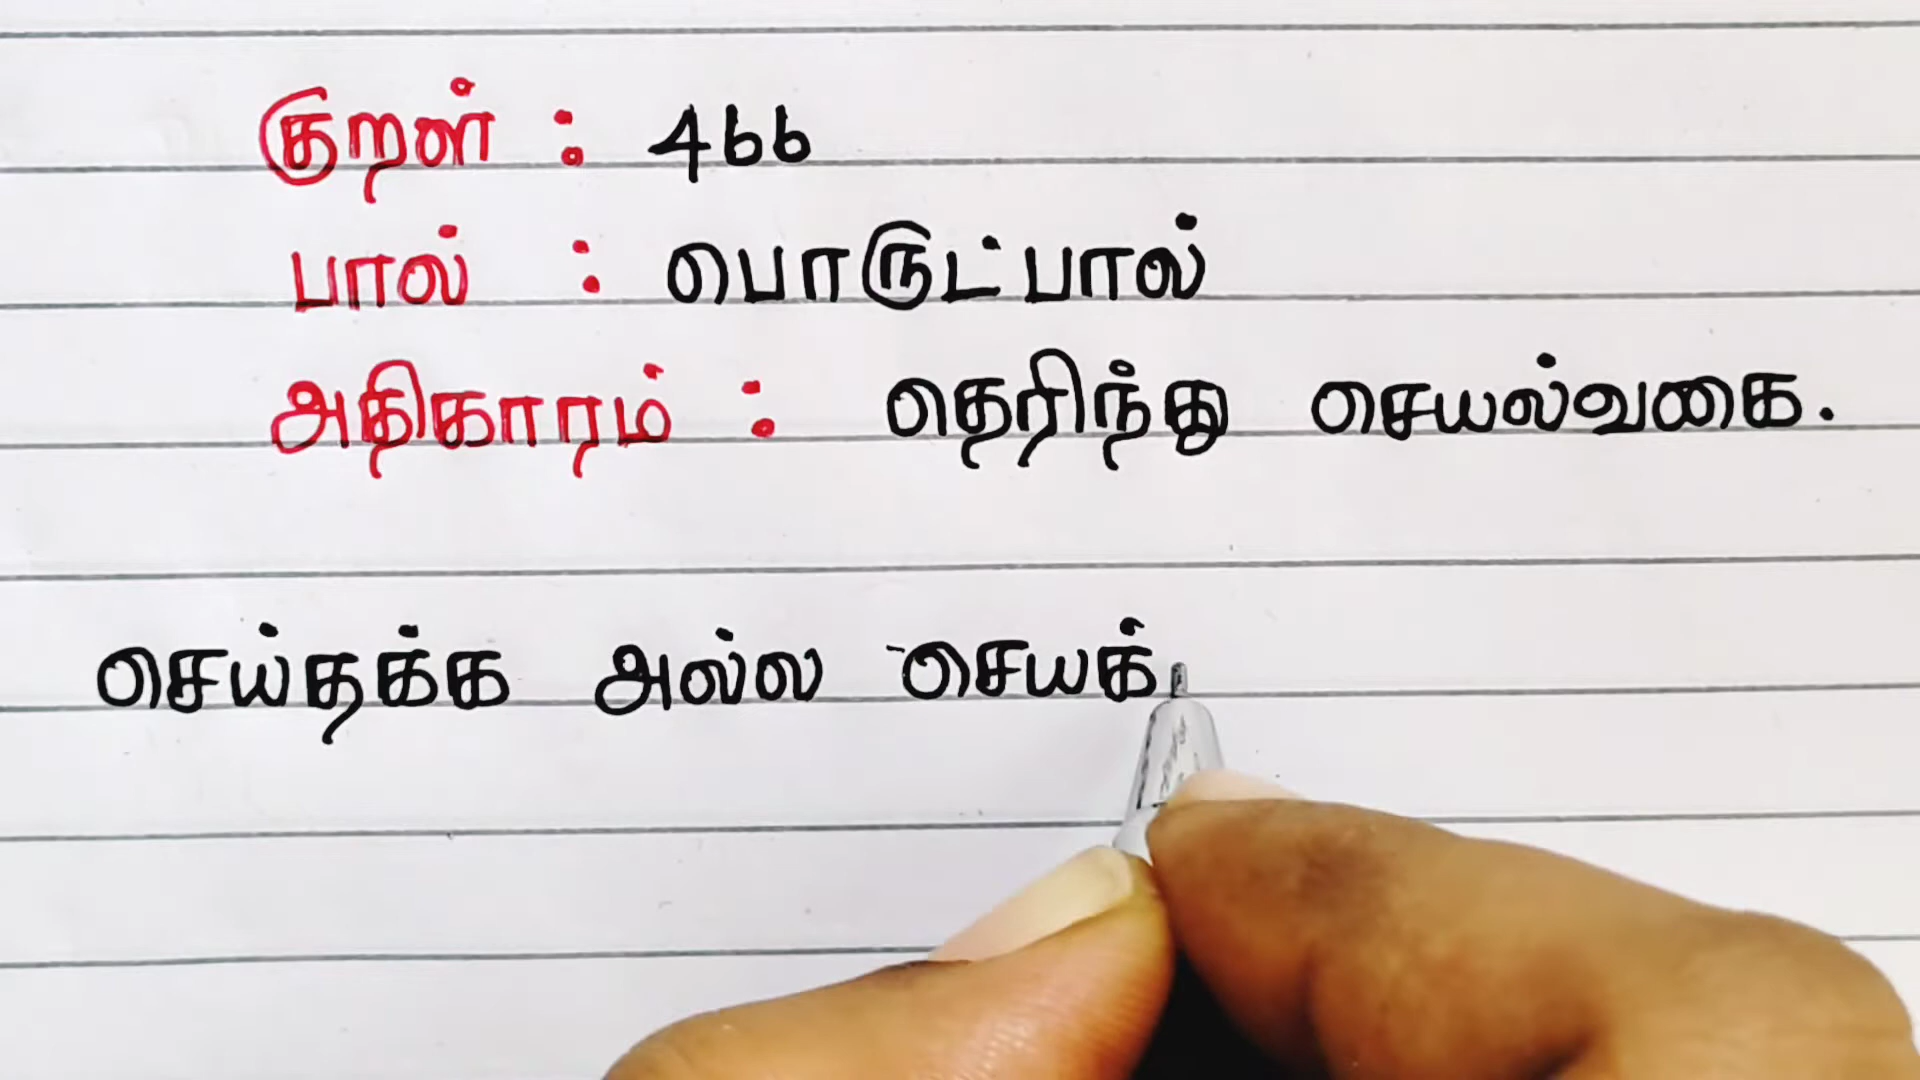 குறள் : 466
பால் : பொருட்பால்
அதிகாரம் : தெரிந்து செயல்வகை.
செய்தக்க அல்ல செயக்